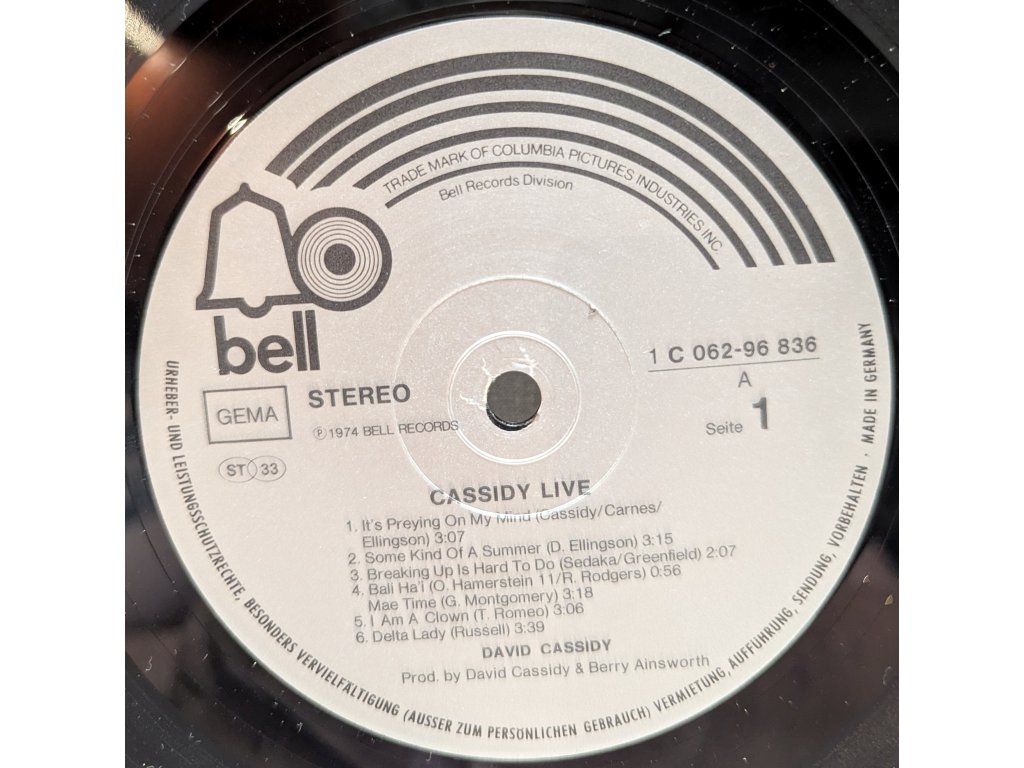 TRADE MARK OF COLUMBIA PICTURES INDUSTRIES INC.
Bell Records Division
bell
1 C 062-96 836
A
Seite 1
GEMA
STEREO
℗1974 BELL RECORDS
ST 33
CASSIDY LIVE
1. It's Preying On My Mind (Cassidy/Carnes/
Ellingson) 3:07
2. Some Kind Of A Summer (D. Ellingson) 3:15
3. Breaking Up Is Hard To Do (Sedaka/Greenfield) 2:07
4. Bali Ha'i (O. Hamerstein 11/R. Rodgers) 0:56
Mae Time (G. Montgomery) 3:18
5. I Am A Clown (T. Romeo) 3:06
6. Delta Lady (Russell) 3:39
DAVID CASSIDY
Prod. by David Cassidy & Berry Ainsworth
URHEBER- UND LEISTUNGSSCHUTZRECHTE, BESONDERS VERVIELFÄLTIGUNG (AUSSER ZUM PERSÖNLICHEN GEBRAUCH) VERMIETUNG, AUFFÜHRUNG, SENDUNG, VORBEHALTEN · MADE IN GERMANY